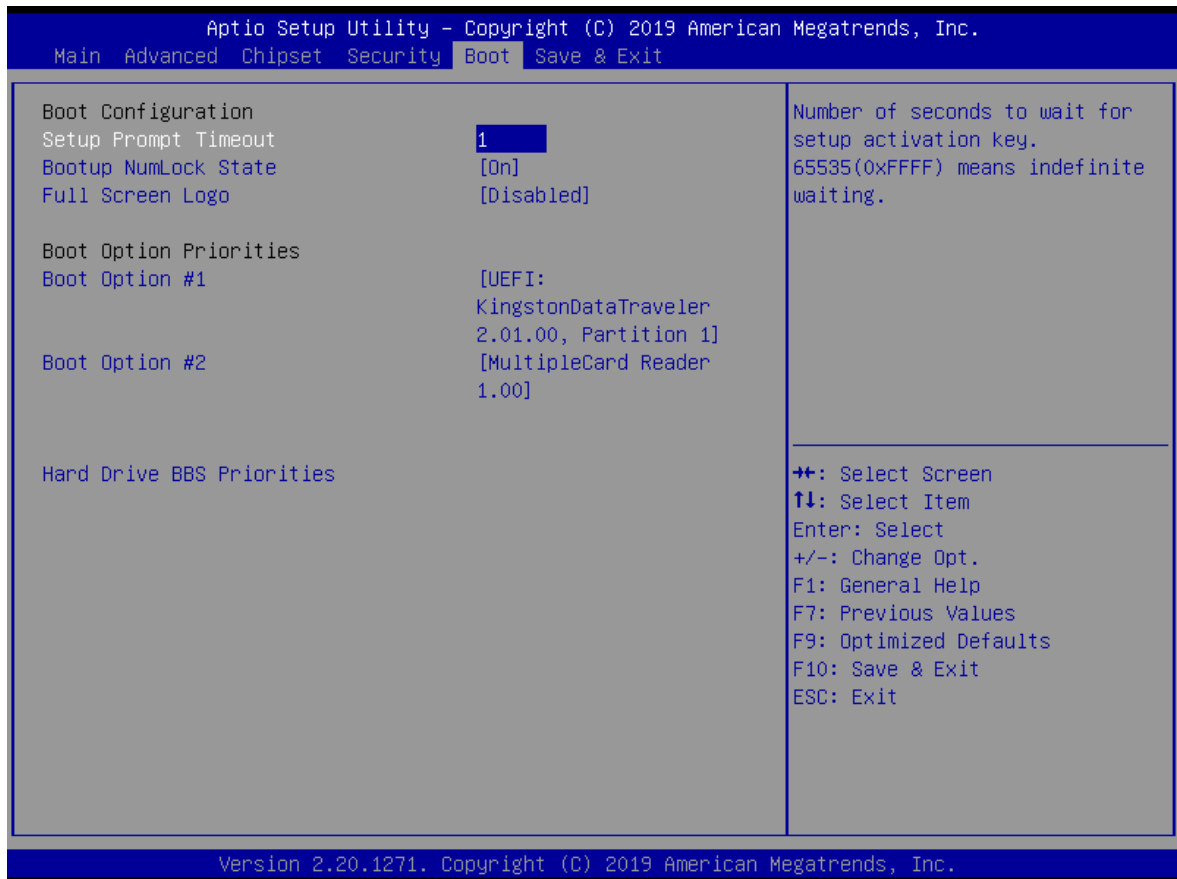 Aptio Setup Utility – Copyright (C) 2019 American Megatrends, Inc.
Main Advanced Chipset Security Boot Save & Exit
Boot Configuration
Setup Prompt Timeout 1
Bootup NumLock State [On]
Full Screen Logo [Disabled]
Boot Option Priorities
Boot Option #1 [UEFI:
KingstonDataTraveler
2.01.00, Partition 1]
Boot Option #2 [MultipleCard Reader
1.00]
Hard Drive BBS Priorities
Number of seconds to wait for
setup activation key.
65535(0xFFFF) means indefinite
waiting.
→←: Select Screen
↑↓: Select Item
Enter: Select
+/-: Change Opt.
F1: General Help
F7: Previous Values
F9: Optimized Defaults
F10: Save & Exit
ESC: Exit
Version 2.20.1271. Copyright (C) 2019 American Megatrends, Inc.